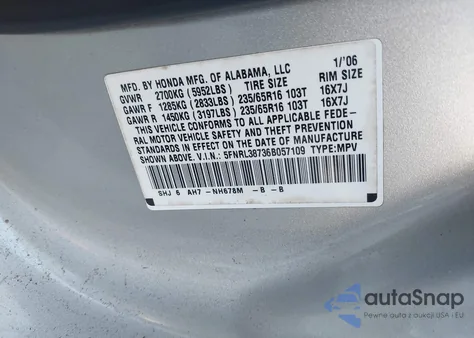 MFD. BY HONDA MFG. OF ALABAMA, LLC 1/'06
GVWR 2700KG (5952LBS) TIRE SIZE RIM SIZE
GAWR F 1285KG (2833LBS) 235/65R16 103T 16X7J
GAWR R 1450KG (3197LBS) 235/65R16 103T 16X7J
THIS VEHICLE CONFORMS TO ALL APPLICABLE FEDE-
RAL MOTOR VEHICLE SAFETY AND THEFT PREVENTION
STANDARDS IN EFFECT ON THE DATE OF MANUFACTURE
SHOWN ABOVE. V.I.N.: 5FNRL38736B057109 TYPE:MPV
SHJ 6 AH7 -NH678M -B -B
autoSnap
Pewne auta z aukcji USA i EU